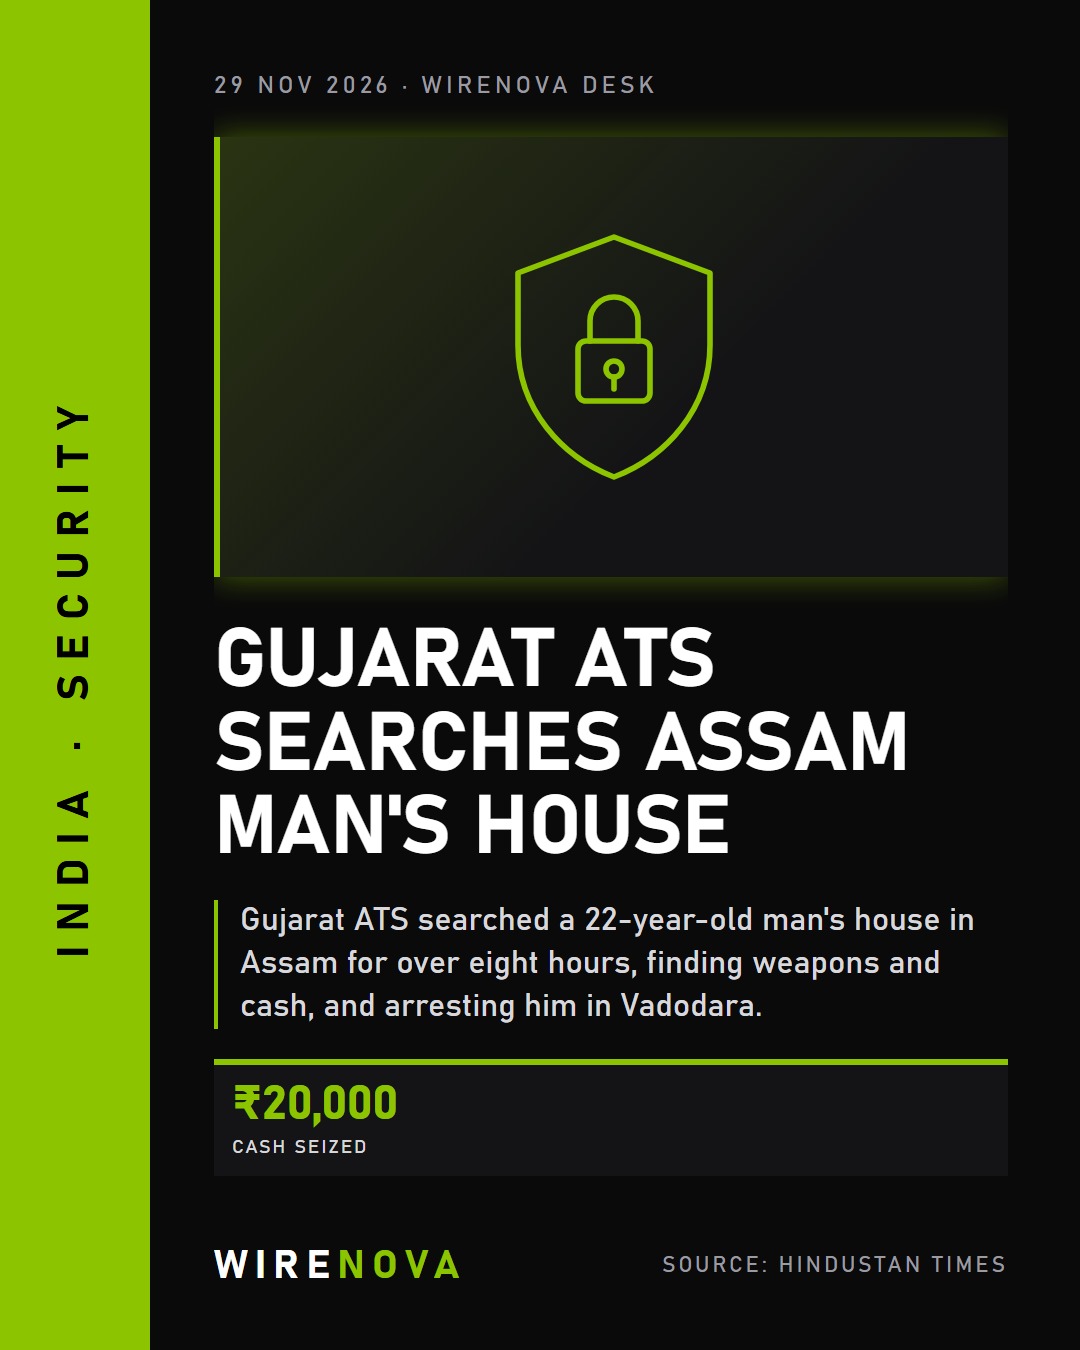 INDIA · SECURITY
29 NOV 2026 · WIRENOVA DESK
GUJARAT ATS
SEARCHES ASSAM
MAN'S HOUSE
Gujarat ATS searched a 22-year-old man's house in
Assam for over eight hours, finding weapons and
cash, and arresting him in Vadodara.
₹20,000
CASH SEIZED
WIRENOVA
SOURCE: HINDUSTAN TIMES